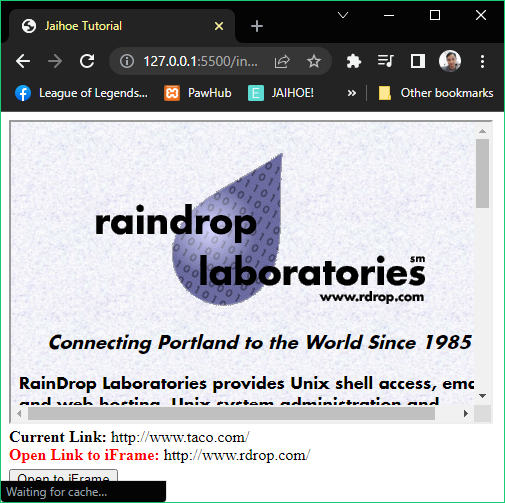 Jaihoe Tutorial
127.0.0.1:5500/in...
League of Legends...
PawHub
JAIHOE!
»
Other bookmarks
raindrop
laboratories
sm
www.rdrop.com
Connecting Portland to the World Since 1985
RainDrop Laboratories provides Unix shell access, ema
and web hosting, Unix system administration and
Current Link: http://www.taco.com/
Open Link to iFrame: http://www.rdrop.com/
Open to iFrame
Waiting for cache...